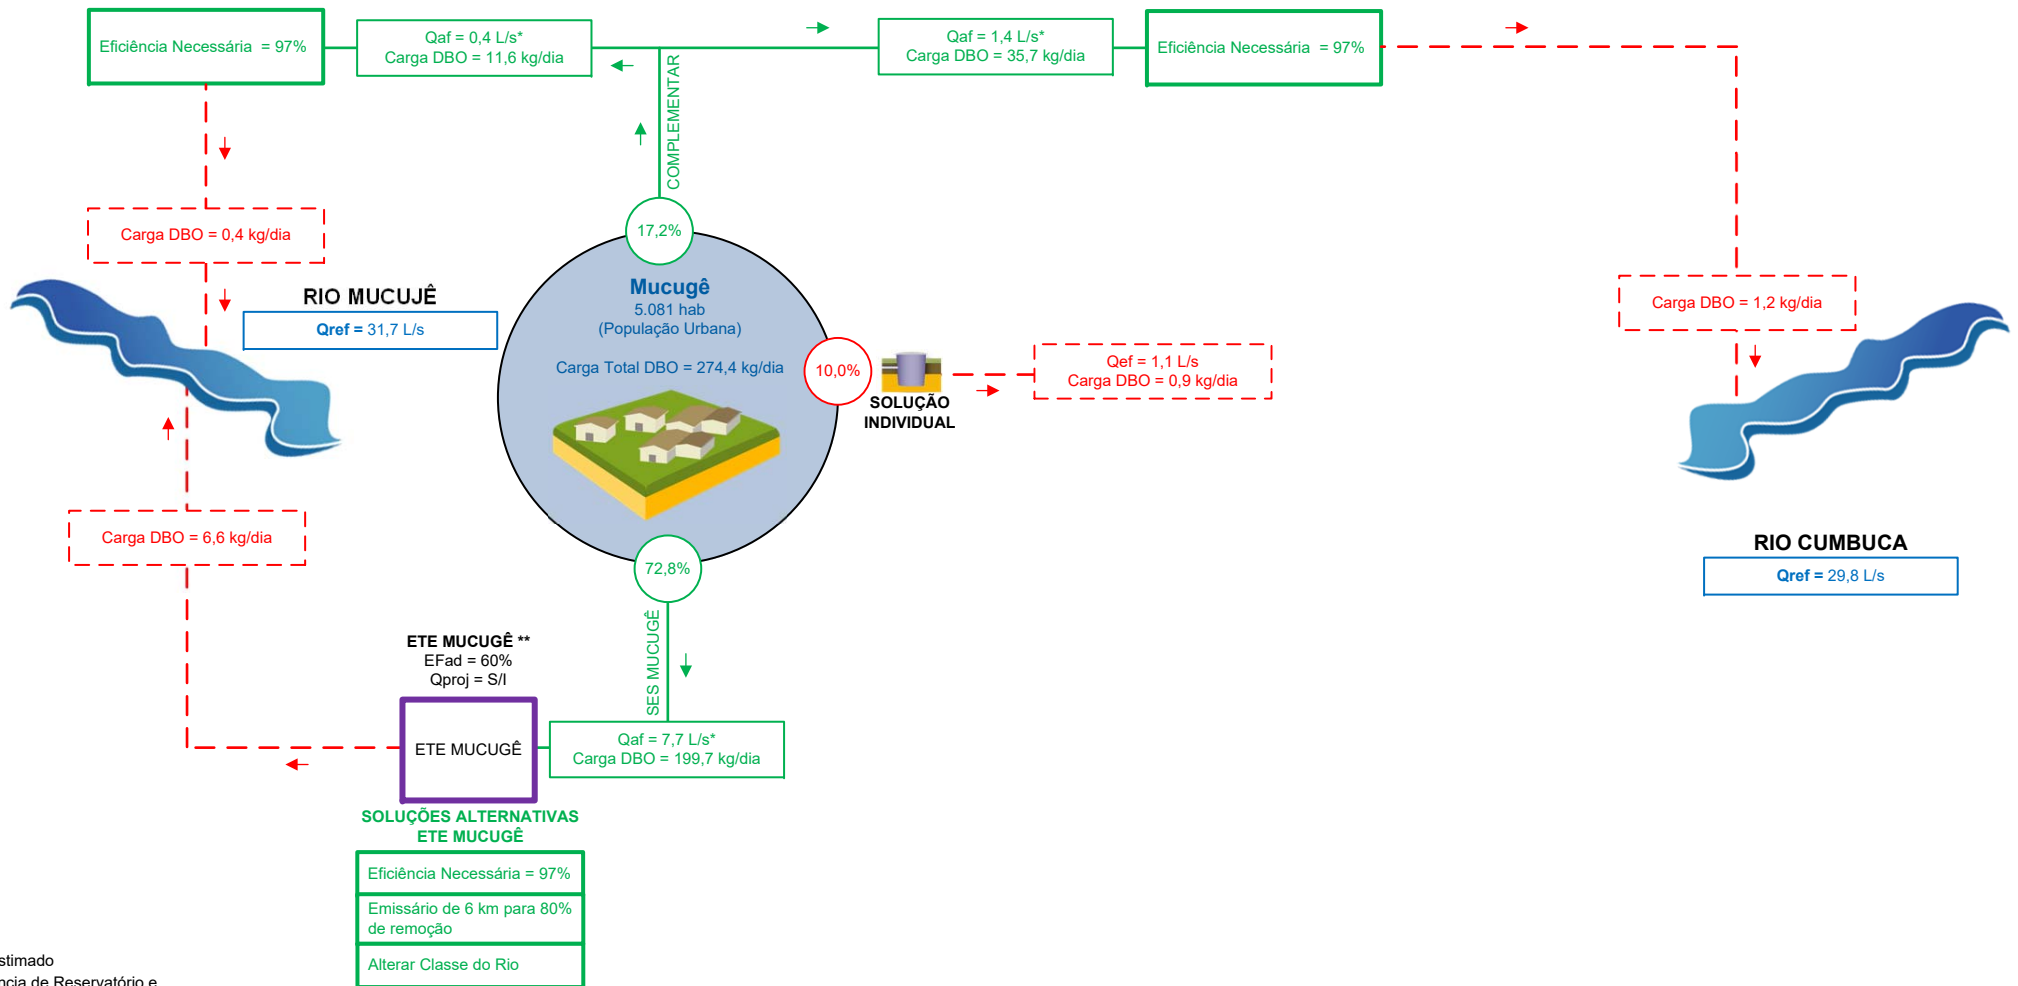 Eficiência Necessária = 97%
Qaf = 0,4 L/s*
Carga DBO = 11,6 kg/dia
Qaf = 1,4 L/s*
Carga DBO = 35,7 kg/dia
Eficiência Necessária = 97%
COMPLEMENTAR
Carga DBO = 0,4 kg/dia
17,2%
RIO MUCUJÊ
Qref = 31,7 L/s
Mucugê
5.081 hab
(População Urbana)
Carga Total DBO = 274,4 kg/dia
10,0%
SOLUÇÃO
INDIVIDUAL
Qef = 1,1 L/s
Carga DBO = 0,9 kg/dia
Carga DBO = 1,2 kg/dia
RIO CUMBUCA
Qref = 29,8 L/s
Carga DBO = 6,6 kg/dia
72,8%
SES MUCUGÊ
ETE MUCUGÊ **
EFad = 60%
Qproj = S/I
ETE MUCUGÊ
Qaf = 7,7 L/s*
Carga DBO = 199,7 kg/dia
SOLUÇÕES ALTERNATIVAS
ETE MUCUGÊ
Eficiência Necessária = 97%
Emissário de 6 km para 80%
de remoção
Alterar Classe do Rio
stimado
ncia de Reservatório e